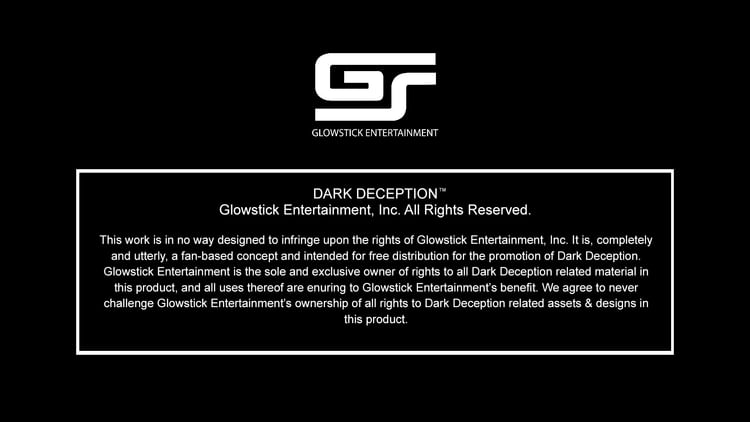 GS
GLOWSTICK ENTERTAINMENT
DARK DECEPTION™
Glowstick Entertainment, Inc. All Rights Reserved.
This work is in no way designed to infringe upon the rights of Glowstick Entertainment, Inc. It is, completely
and utterly, a fan-based concept and intended for free distribution for the promotion of Dark Deception.
Glowstick Entertainment is the sole and exclusive owner of rights to all Dark Deception related material in
this product, and all uses thereof are enuring to Glowstick Entertainment's benefit. We agree to never
challenge Glowstick Entertainment's ownership of all rights to Dark Deception related assets & designs in
this product.